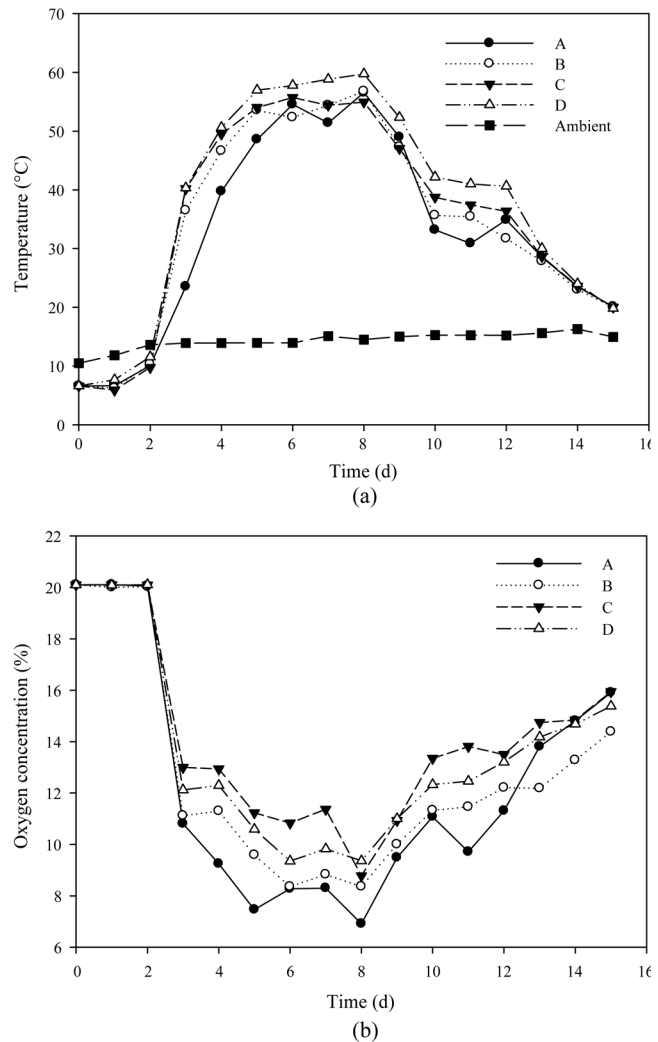 70
60
50
40
30
20
10
0
Temperature (°C)
A
B
C
D
Ambient
0 2 4 6 8 10 12 14 16
Time (d)
(a)
22
20
18
16
14
12
10
8
6
Oxygen concentration (%)
A
B
C
D
0 2 4 6 8 10 12 14 16
Time (d)
(b)